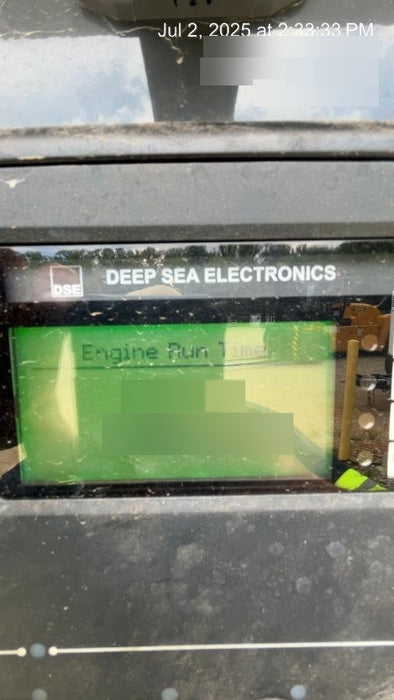 Jul 2, 2025 at 2:33:33 PM
DSE
DEEP SEA ELECTRONICS
Engine Run Time